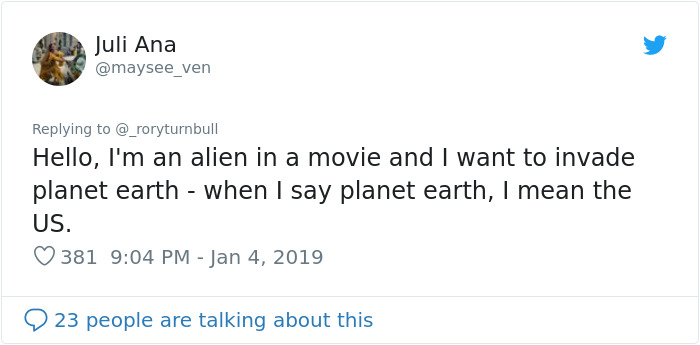 Juli Ana
@maysee_ven
Replying to @_roryturnbull
Hello, I'm an alien in a movie and I want to invade
planet earth - when I say planet earth, I mean the
US.
381 9:04 PM - Jan 4, 2019
23 people are talking about this